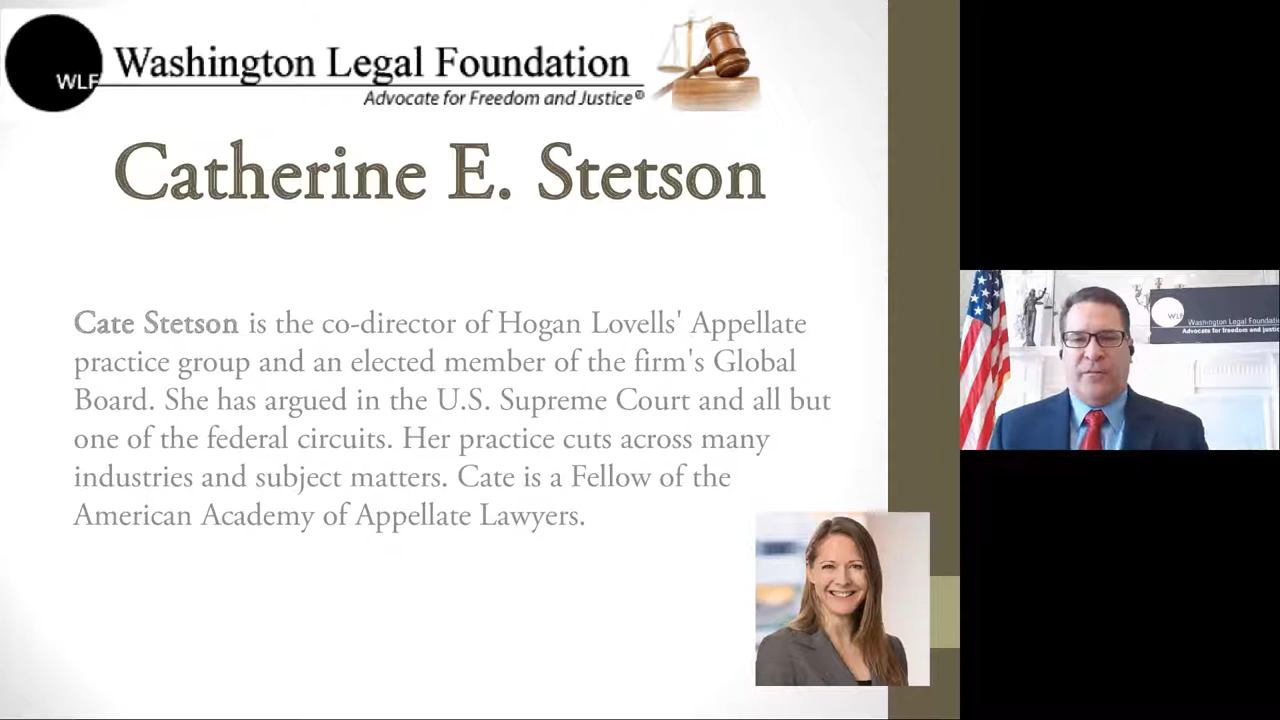 WLF
Washington Legal Foundation
Advocate for Freedom and Justice®
Catherine E. Stetson
Cate Stetson is the co-director of Hogan Lovells' Appellate
practice group and an elected member of the firm's Global
Board. She has argued in the U.S. Supreme Court and all but
one of the federal circuits. Her practice cuts across many
industries and subject matters. Cate is a Fellow of the
American Academy of Appellate Lawyers.
WLF
Washington Legal Foundatio
Advocate for freedom and justic